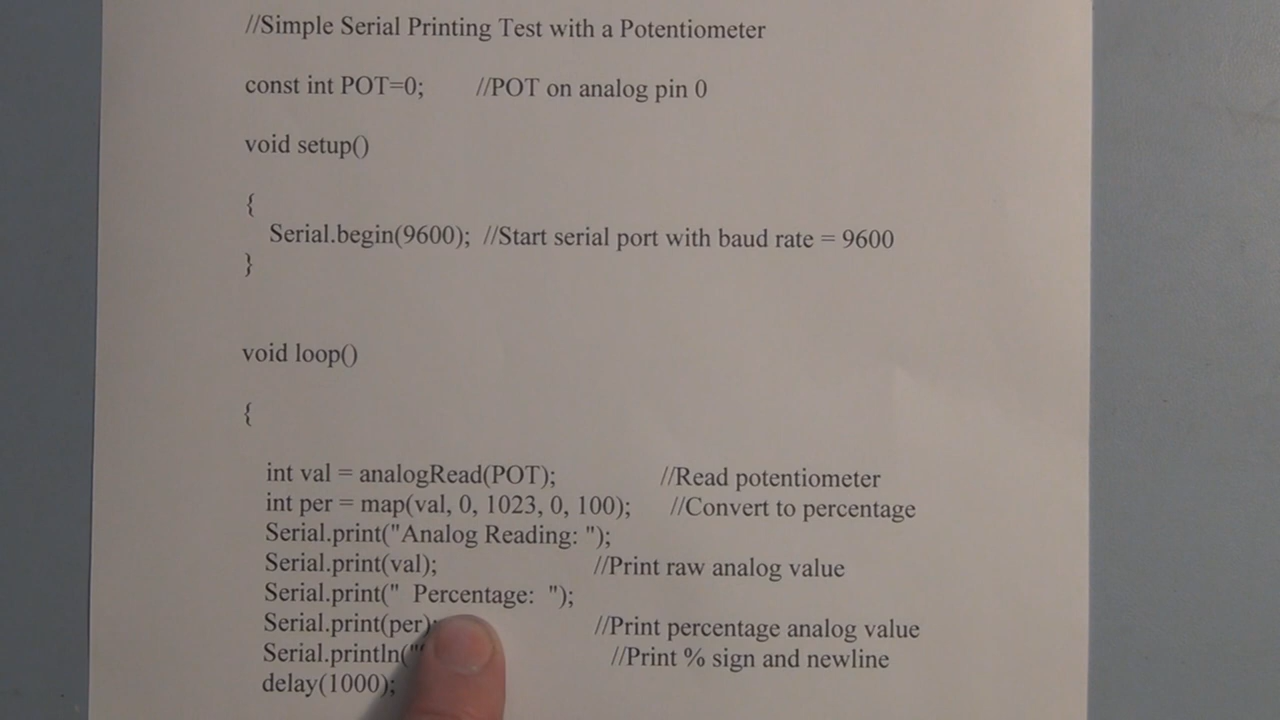 //Simple Serial Printing Test with a Potentiometer
const int POT=0; //POT on analog pin 0
void setup()
{
Serial.begin(9600); //Start serial port with baud rate = 9600
}
void loop()
{
int val = analogRead(POT); //Read potentiometer
int per = map(val, 0, 1023, 0, 100); //Convert to percentage
Serial.print("Analog Reading: ");
Serial.print(val); //Print raw analog value
Serial.print("  Percentage:  ");
Serial.print(per); //Print percentage analog value
Serial.println(" //Print % sign and newline
delay(1000);